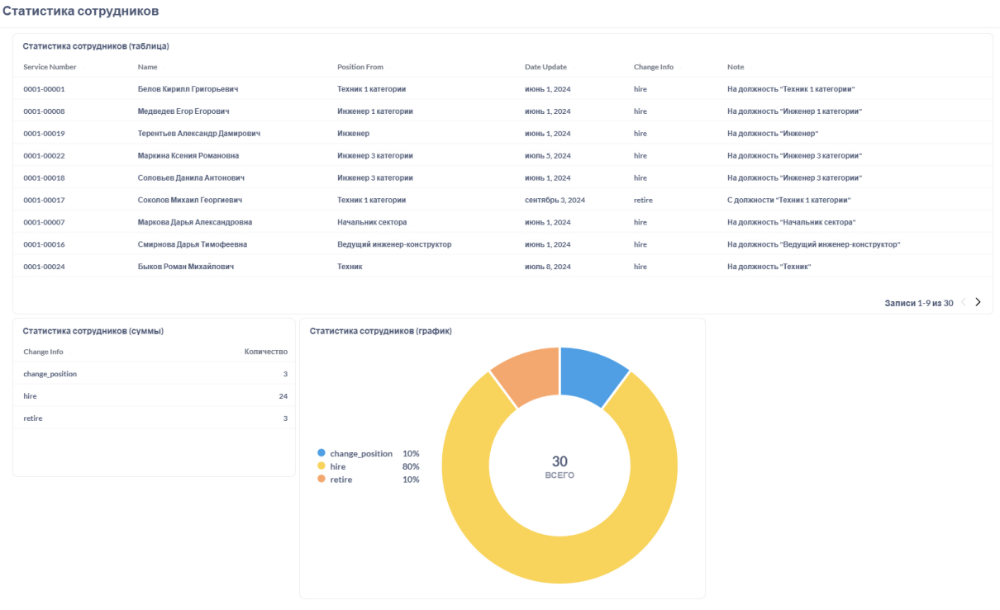 Статистика сотрудников
Статистика сотрудников (таблица)
Service Number Name Position From Date Update Change Info Note
0001-00001 Белов Кирилл Григорьевич Техник 1 категории июнь 1, 2024 hire На должность "Техник 1 категории"
0001-00008 Медведев Егор Егорович Инженер 1 категории июнь 1, 2024 hire На должность "Инженер 1 категории"
0001-00019 Терентьев Александр Дамирович Инженер июнь 1, 2024 hire На должность "Инженер"
0001-00022 Маркина Ксения Романовна Инженер 3 категории июль 5, 2024 hire На должность "Инженер 3 категории"
0001-00018 Соловьев Данила Антонович Инженер 3 категории июнь 1, 2024 hire На должность "Инженер 3 категории"
0001-00017 Соколов Михаил Георгиевич Техник 1 категории сентябрь 3, 2024 retire С должности "Техник 1 категории"
0001-00007 Маркова Дарья Александровна Начальник сектора июнь 1, 2024 hire На должность "Начальник сектора"
0001-00016 Смирнова Дарья Тимофеевна Ведущий инженер-конструктор июнь 1, 2024 hire На должность "Ведущий инженер-конструктор"
0001-00024 Быков Роман Михайлович Техник июль 8, 2024 hire На должность "Техник"
Записи 1-9 из 30
Статистика сотрудников (суммы)
Change Info Количество
change_position 3
hire 24
retire 3
Статистика сотрудников (график)
change_position 10%
hire 80%
retire 10%
30
ВСЕГО